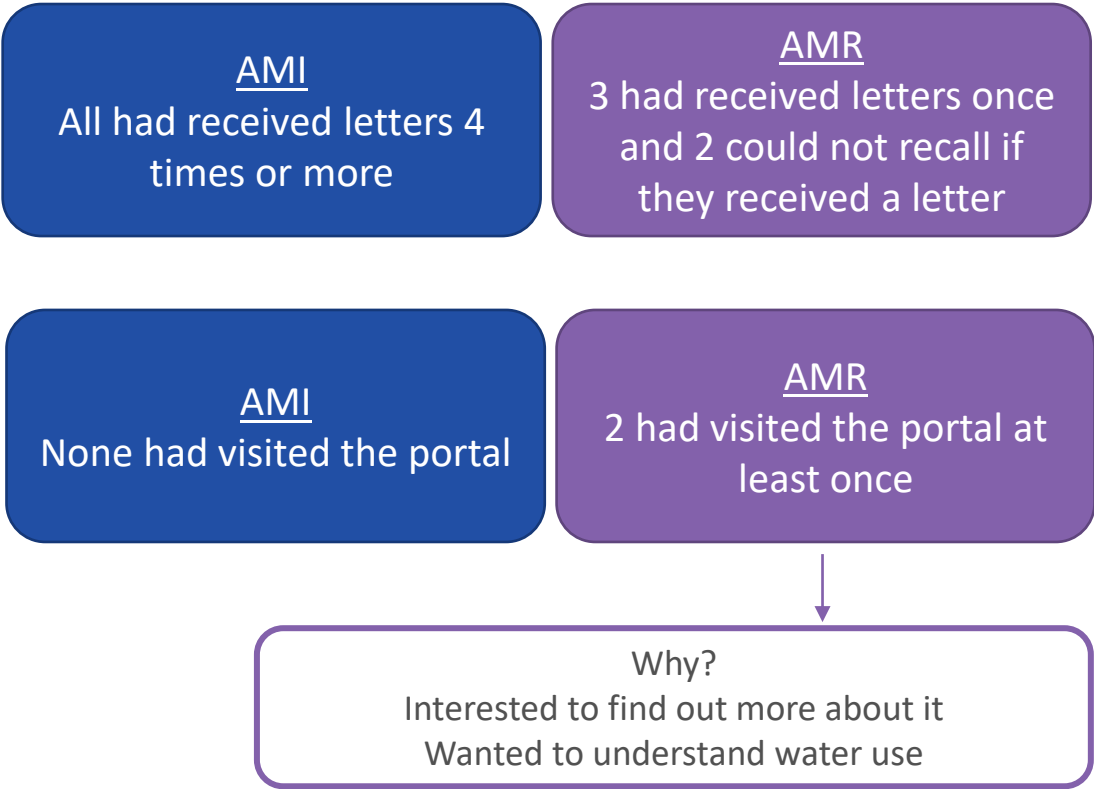 AMI
All had received letters 4
times or more
AMR
3 had received letters once
and 2 could not recall if
they received a letter
AMI
None had visited the portal
AMR
2 had visited the portal at
least once
Why?
Interested to find out more about it
Wanted to understand water use